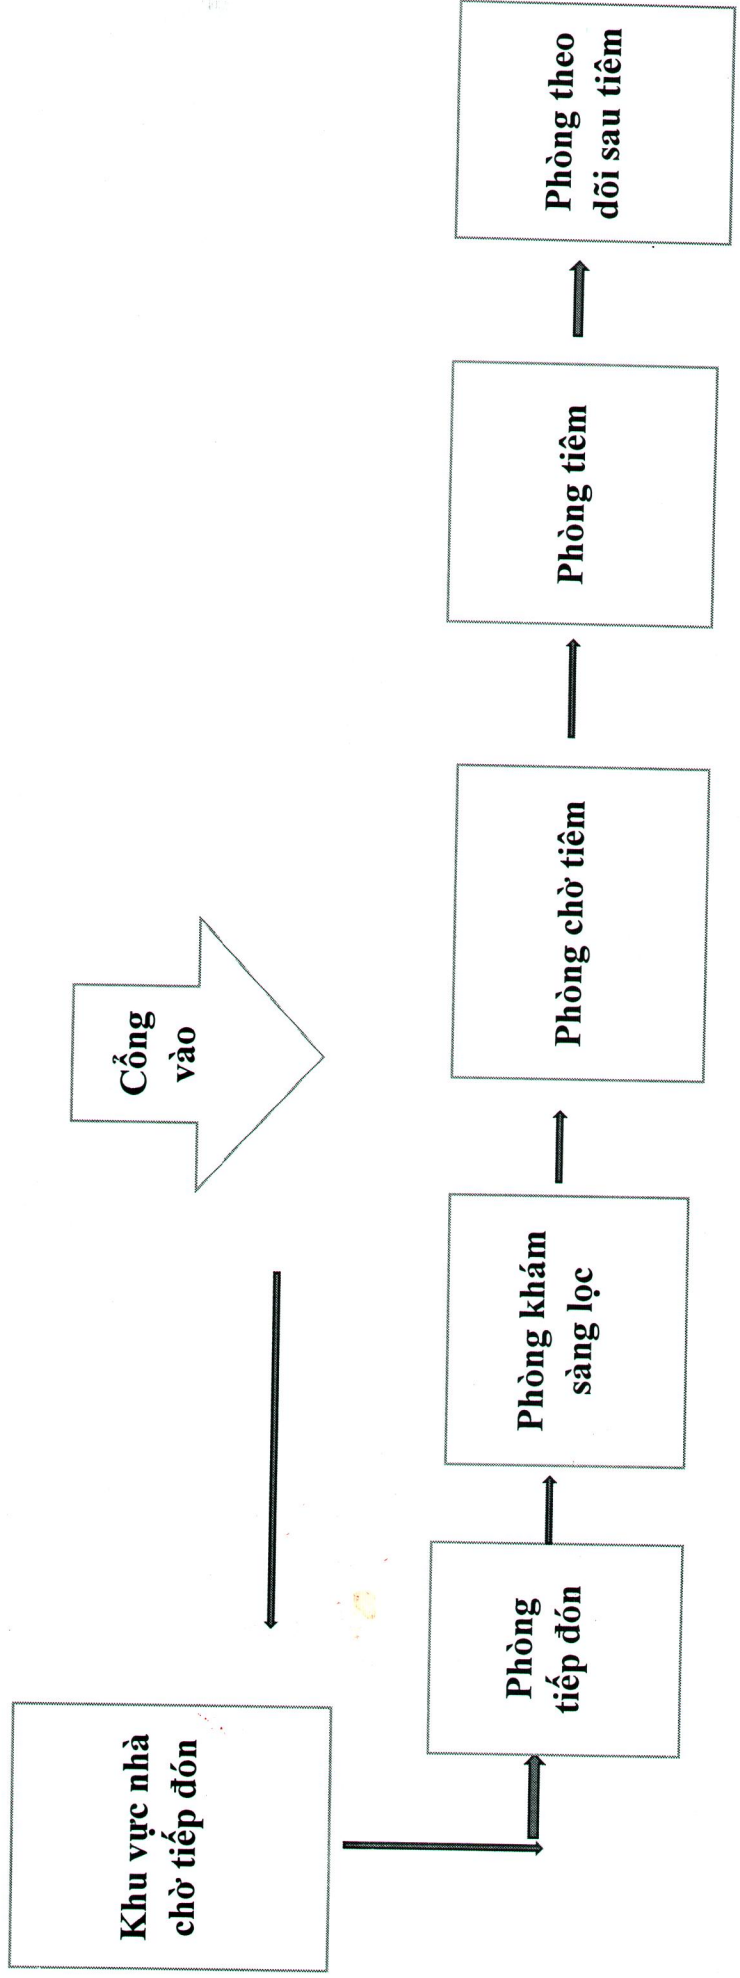 Cổng
vào
Khu vực nhà
chờ tiếp đón
Phòng
tiếp đón
Phòng khám
sàng lọc
Phòng chờ tiêm
Phòng tiêm
Phòng theo
dõi sau tiêm